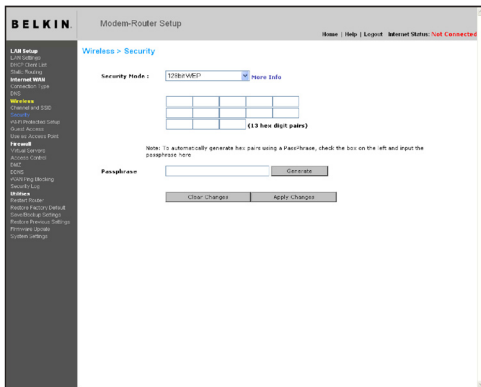 BELKIN.
Modem-Router Setup
Home | Help | Logout Internet Status: Not Connected
LAN Setup
LAN Settings
DHCP Client List
Static Routing
Internet WAN
Connection Type
DNS
Wireless
Channel and SSID
Security
Wi-Fi Protected Setup
Guest Access
Use as Access Point
Firewall
Virtual Servers
Access Control
DMZ
DDNS
WAN Ping Blocking
Security Log
Utilities
Restart Router
Restore Factory Default
Save/Backup Settings
Restore Previous Settings
Firmware Update
System Settings
Wireless > Security
Security Mode :
128bit WEP
More Info
(13 hex digit pairs)
Note: To automatically generate hex pairs using a PassPhrase, check the box on the left and input the
passphrase here
Passphrase
Generate
Clear Changes
Apply Changes